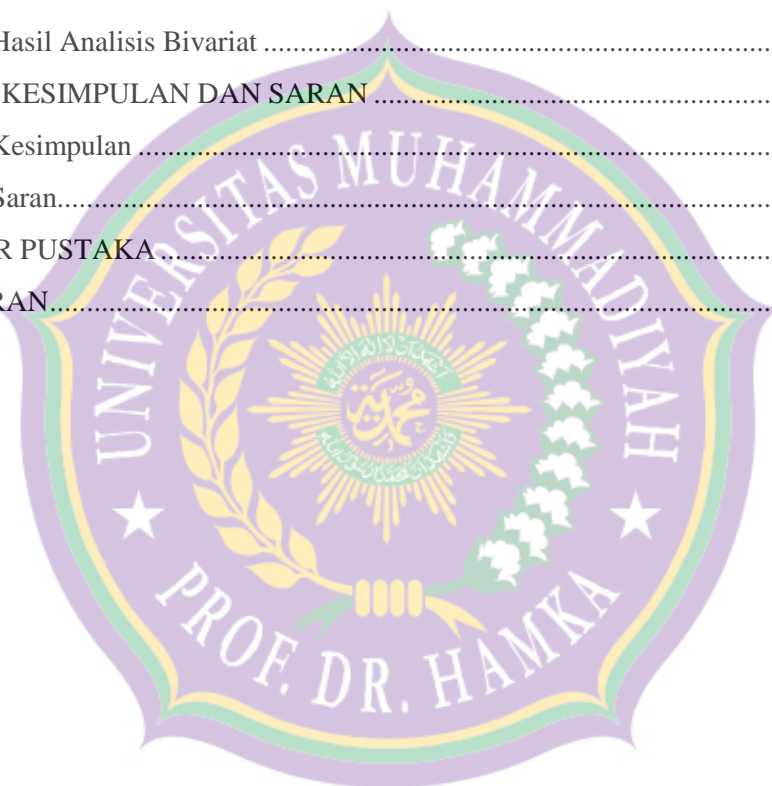 Hasil Analisis Bivariat ................................................................................
KESIMPULAN DAN SARAN ...............................................................
Kesimpulan ..................................................................................................
Saran..............................................................................................................
R PUSTAKA ...............................................................................................
RAN...............................................................................................................
UNIVERSITAS MUHAMMADIYAH
PROF. DR. HAMKA